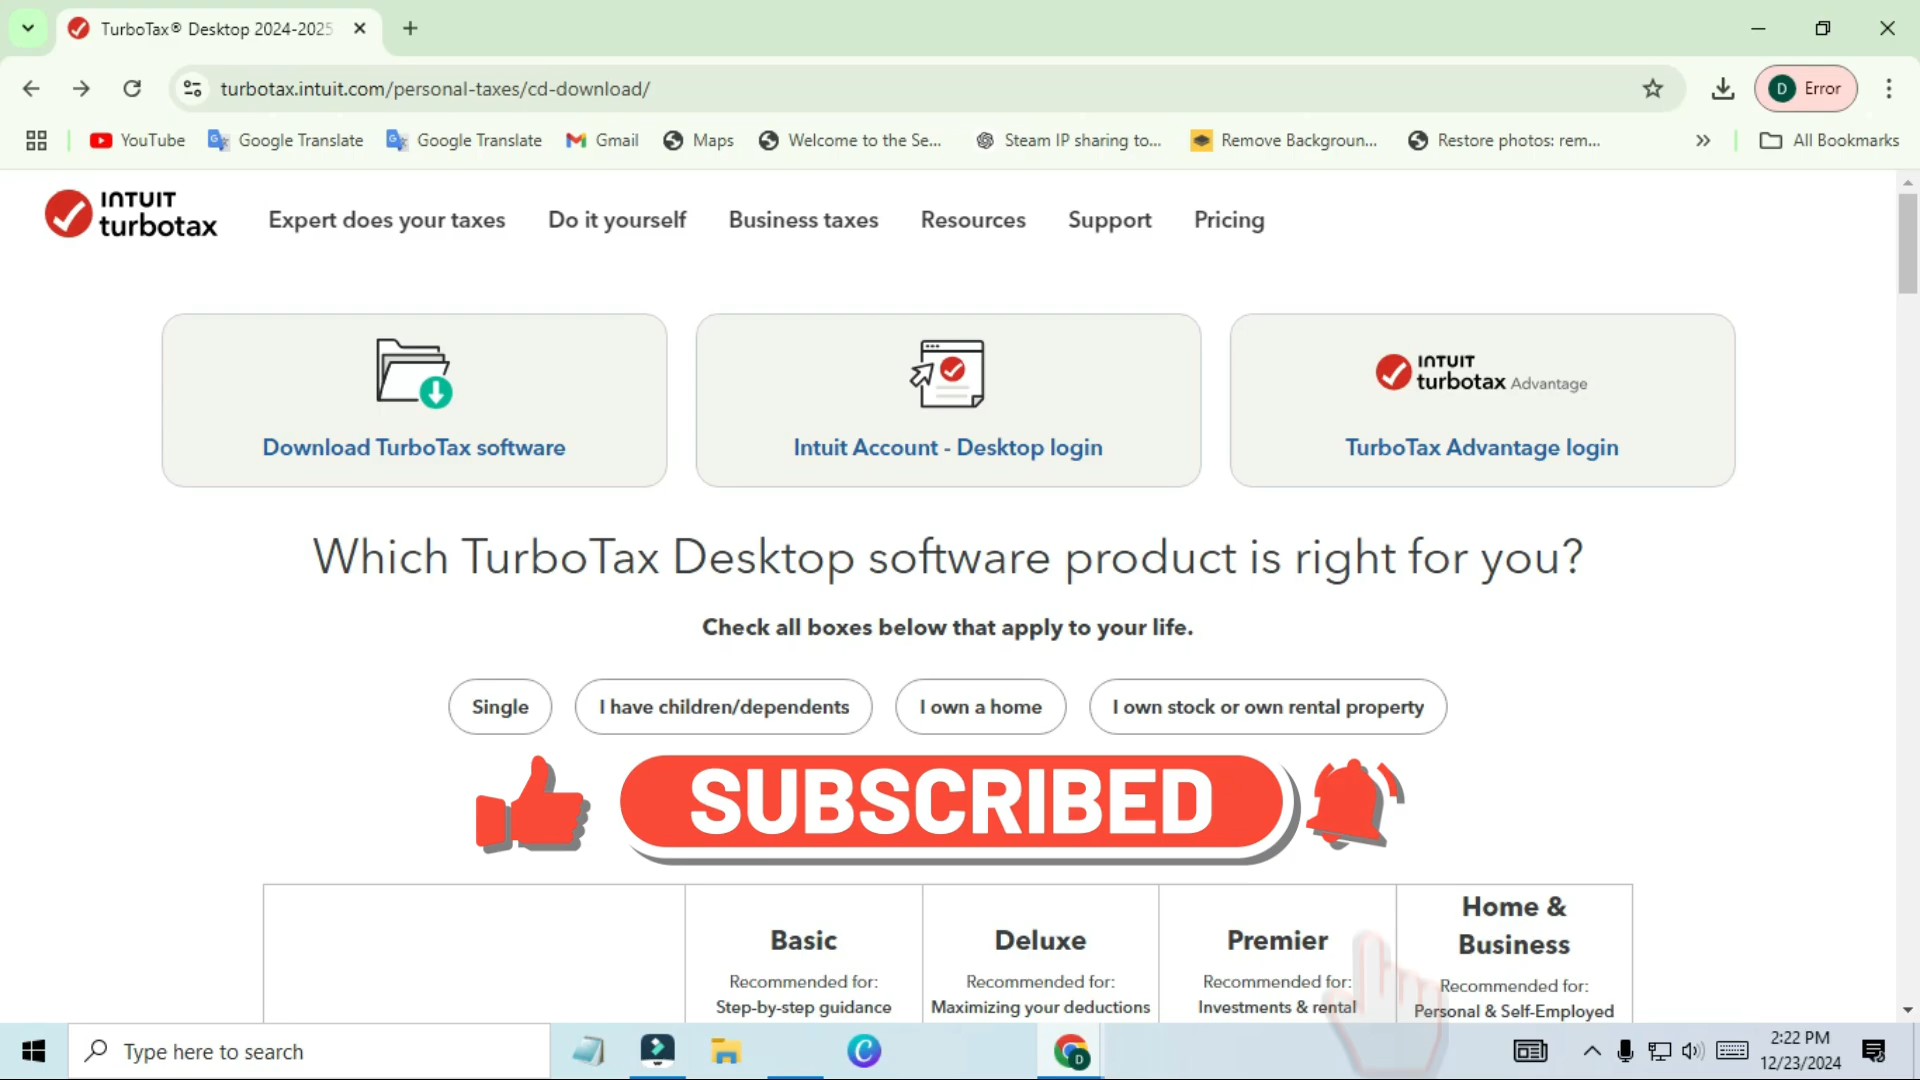 TurboTax® Desktop 2024-2025
turbotax.intuit.com/personal-taxes/cd-download/
D Error
YouTube Google Translate Google Translate Gmail Maps Welcome to the Se... Steam IP sharing to... Remove Backgroun... Restore photos: rem... All Bookmarks
INTUIT
turbotax
Expert does your taxes Do it yourself Business taxes Resources Support Pricing
INTUIT
turbotax Advantage
Download TurboTax software Intuit Account - Desktop login TurboTax Advantage login
Which TurboTax Desktop software product is right for you?
Check all boxes below that apply to your life.
Single I have children/dependents I own a home I own stock or own rental property
SUBSCRIBED
Basic Deluxe Premier Home &
Business
Recommended for: Recommended for: Recommended for: Recommended for:
Step-by-step guidance Maximizing your deductions Investments & rental Personal & Self-Employed
Type here to search
D
2:22 PM
12/23/2024